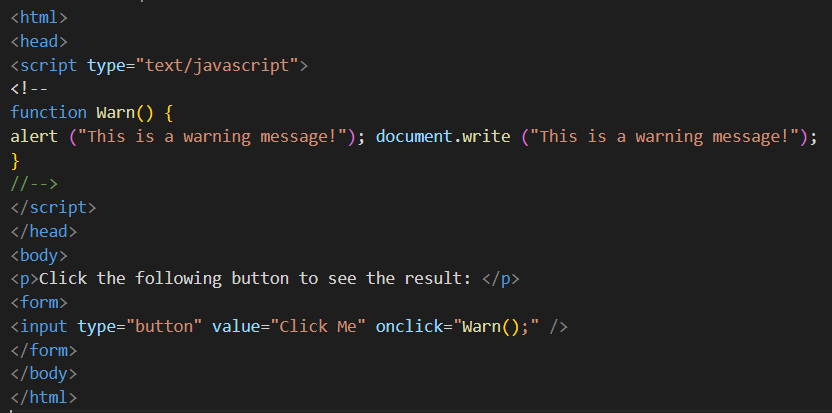 <html>
<head>
<script type="text/javascript">
<!--
function Warn() {
alert ("This is a warning message!"); document.write ("This is a warning message!");
}
//-->
</script>
</head>
<body>
<p>Click the following button to see the result: </p>
<form>
<input type="button" value="Click Me" onclick="Warn();" />
</form>
</body>
</html>